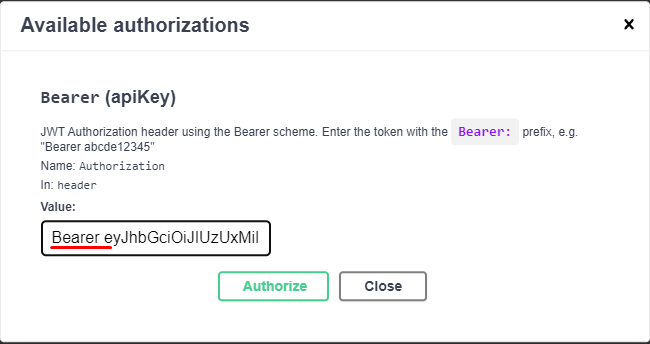 Available authorizations
×
Bearer (apiKey)
JWT Authorization header using the Bearer scheme. Enter the token with the Bearer: prefix, e.g.
"Bearer abcde12345"
Name: Authorization
In: header
Value:
Bearer eyJhbGciOiJIUzUxMiI
Authorize Close